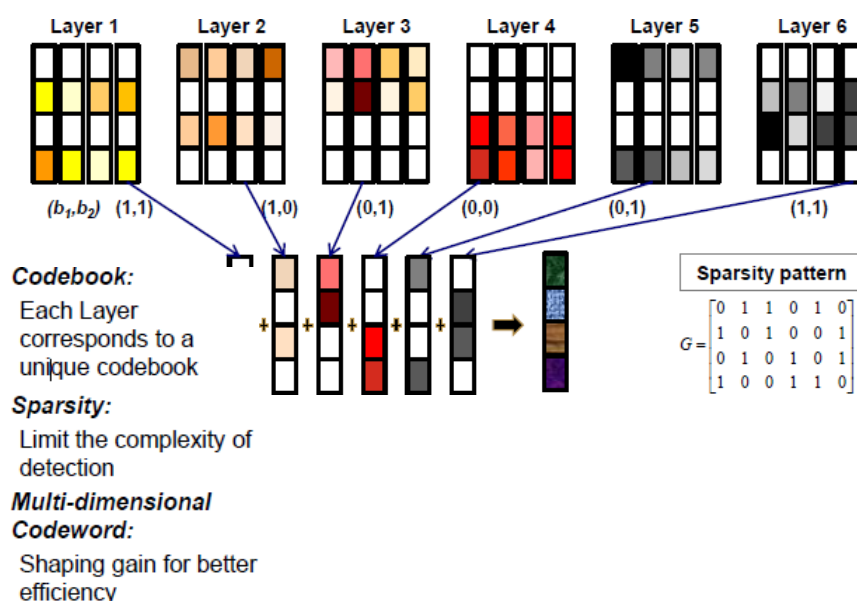 Layer 1 Layer 2 Layer 3 Layer 4 Layer 5 Layer 6
(b₁,b₂) (1,1) (1,0) (0,1) (0,0) (0,1) (1,1)
Codebook:
Each Layer
corresponds to a
unique codebook
+ + + + +
Sparsity pattern
G =
0 1 1 0 1 0
1 0 1 0 0 1
0 1 0 1 0 1
1 0 0 1 1 0
Sparsity:
Limit the complexity of
detection
Multi-dimensional
Codeword:
Shaping gain for better
efficiency